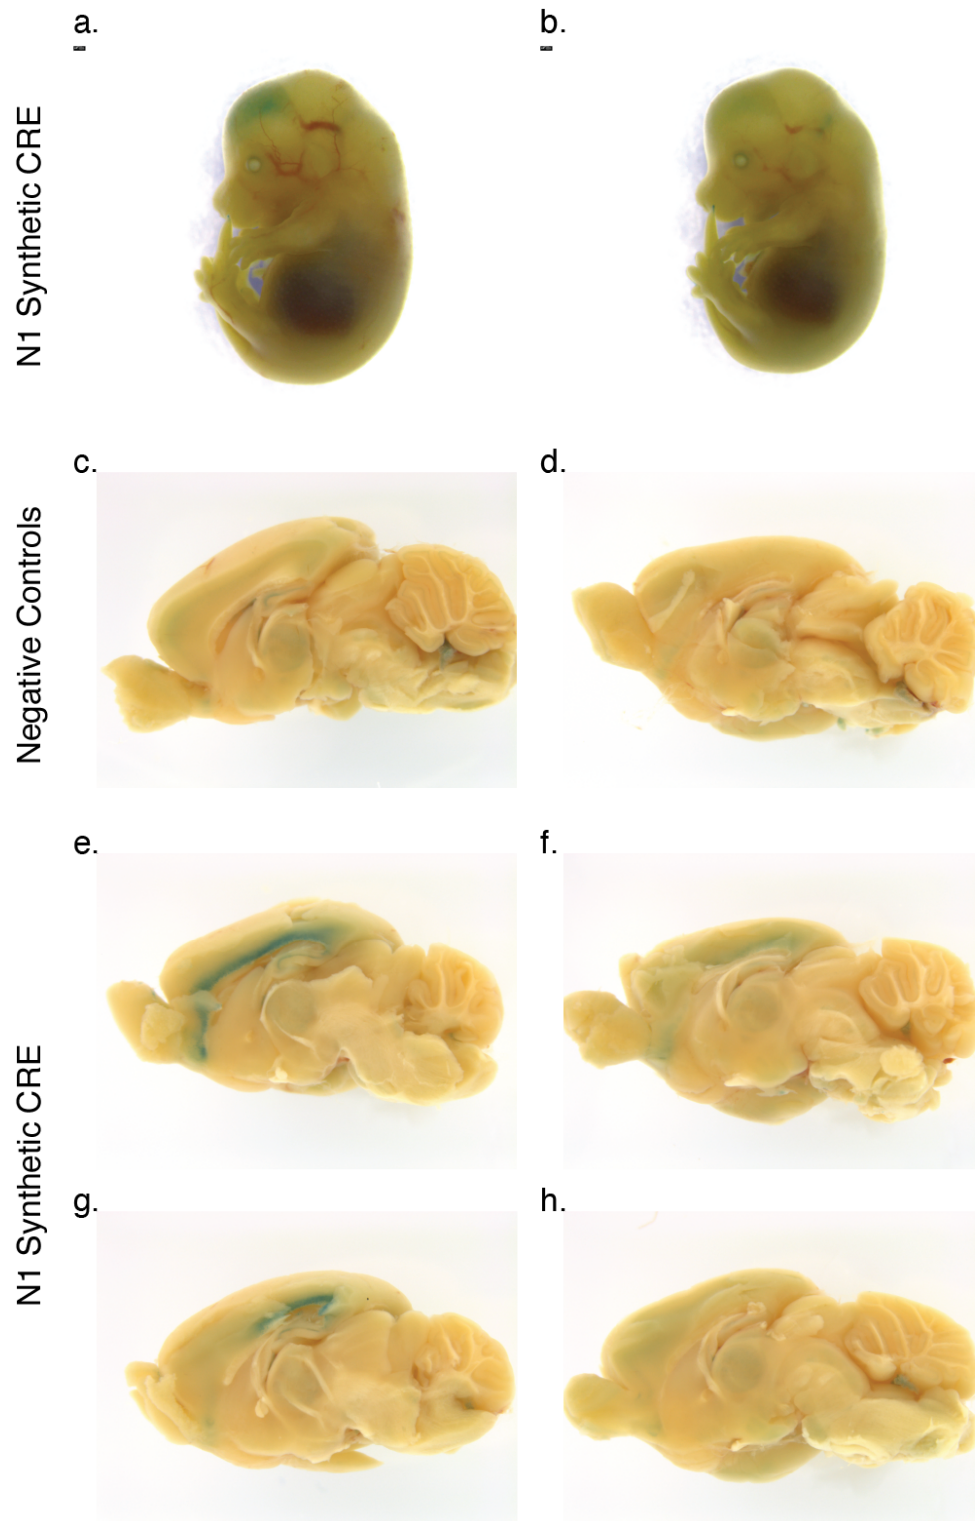 a.
b.
N1 Synthetic CRE
c.
d.
Negative Controls
e.
f.
N1 Synthetic CRE
g.
h.